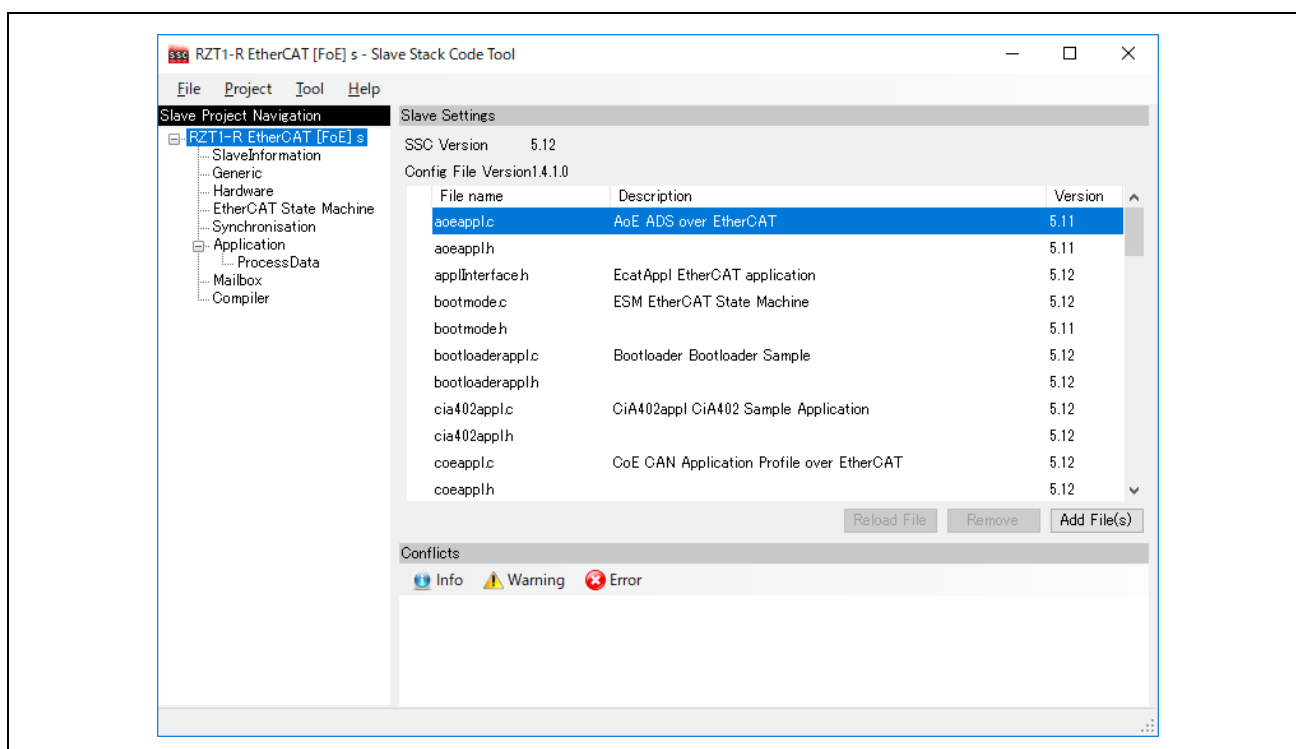 ssc RZT1-R EtherCAT [FoE] s - Slave Stack Code Tool
File Project Tool Help
Slave Project Navigation
RZT1-R EtherCAT [FoE] s
SlaveInformation
Generic
Hardware
EtherCAT State Machine
Synchronisation
Application
ProcessData
Mailbox
Compiler
Slave Settings
SSC Version 5.12
Config File Version1.4.1.0
File name Description Version
aoeappl.c AoE ADS over EtherCAT 5.11
aoeappl.h 5.11
applInterface.h EcatAppl EtherCAT application 5.12
bootmode.c ESM EtherCAT State Machine 5.12
bootmode.h 5.11
bootloaderappl.c Bootloader Bootloader Sample 5.12
bootloaderappl.h 5.12
cia402appl.c CiA402appl CiA402 Sample Application 5.12
cia402appl.h 5.12
coeappl.c CoE CAN Application Profile over EtherCAT 5.12
coeappl.h 5.12
Reload File Remove Add File(s)
Conflicts
Info Warning Error